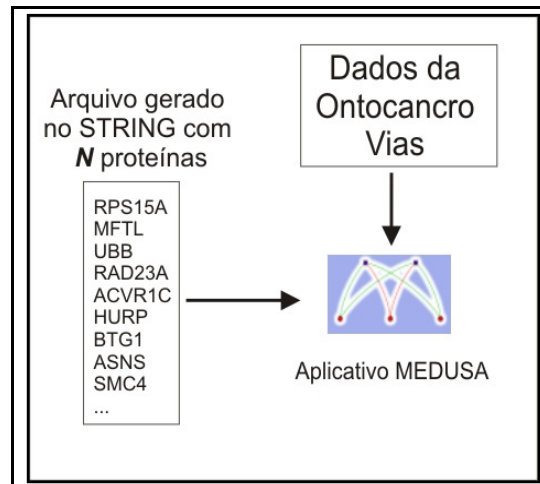 Arquivo gerado
no STRING com
N proteínas
RPS15A
MFTL
UBB
RAD23A
ACVR1C
HURP
BTG1
ASNS
SMC4
...
Dados da
Ontocancro
Vias
Aplicativo MEDUSA